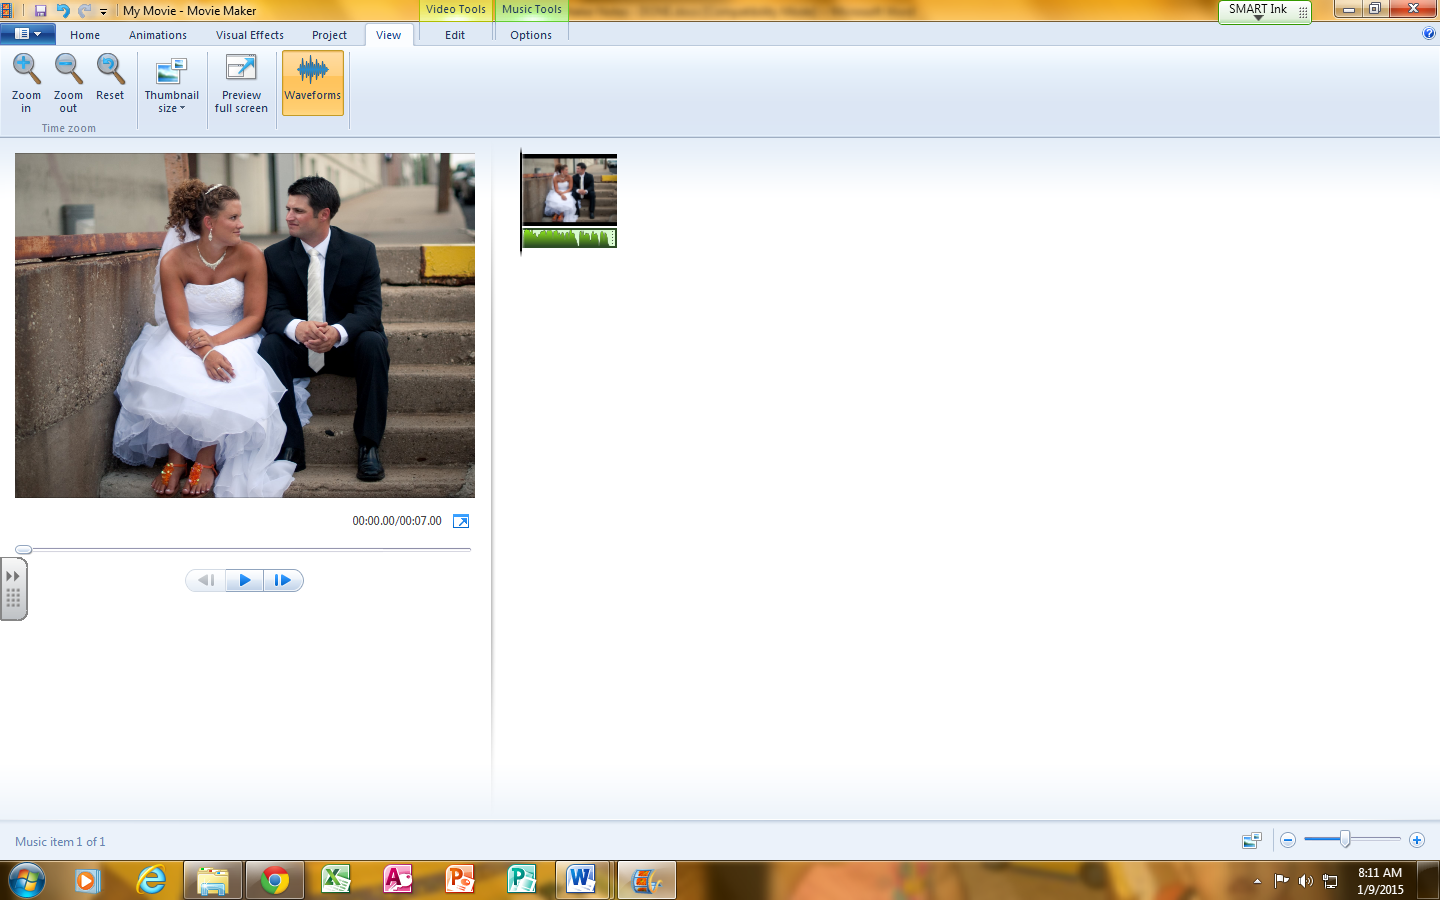 My Movie - Movie Maker
Video Tools
Music Tools
SMART Ink
Home
Animations
Visual Effects
Project
View
Edit
Options
Zoom in
Zoom out
Reset
Thumbnail size
Preview full screen
Waveforms
Time zoom
00:00.00/00:07.00
Music item 1 of 1
8:11 AM
1/9/2015